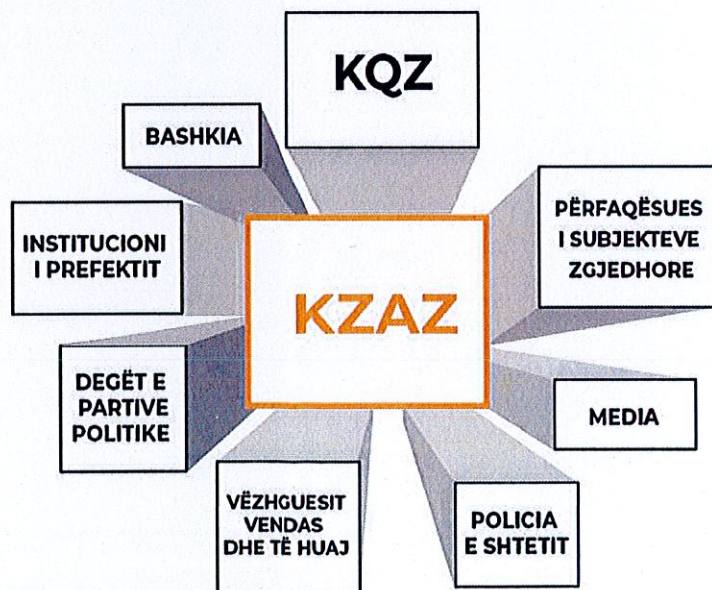 KQZ
BASHKIA
PËRFAQËSUES
I SUBJEKTEVE
ZGJEDHORE
INSTITUCIONI
I PREFEKTIT
KZAZ
DEGËT E
PARTIVE
POLITIKE
MEDIA
VËZHGUESIT
VENDAS
DHE TË HUAJ
POLICIA
E SHTETIT